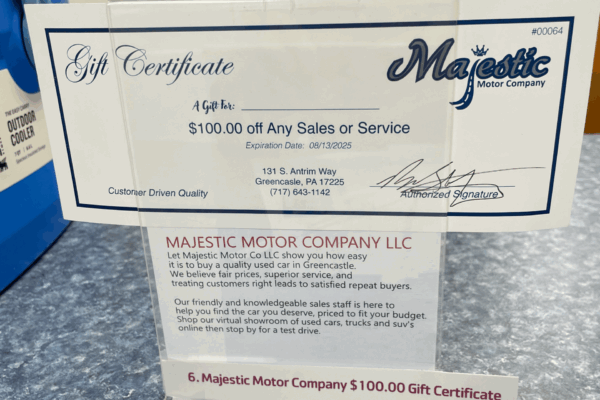 #00064
Gift Certificate
Majestic
Motor Company
A Gift For:
$100.00 off Any Sales or Service
Expiration Date: 08/13/2025
131 S. Antrim Way
Greencasle, PA 17225
(717) 643-1142
Customer Driven Quality
Authorized Signature
OUTDOOR
COOLER
MAJESTIC MOTOR COMPANY LLC
Let Majestic Motor Co LLC show you how easy
it is to buy a quality used car in Greencastle.
We believe fair prices, superior service, and
treating customers right leads to satisfied repeat buyers.
Our friendly and knowledgeable sales staff is here to
help you find the car you deserve, priced to fit your budget.
Shop our virtual showroom of used cars, trucks and suv's
online then stop by for a test drive.
6. Majestic Motor Company $100.00 Gift Certificate